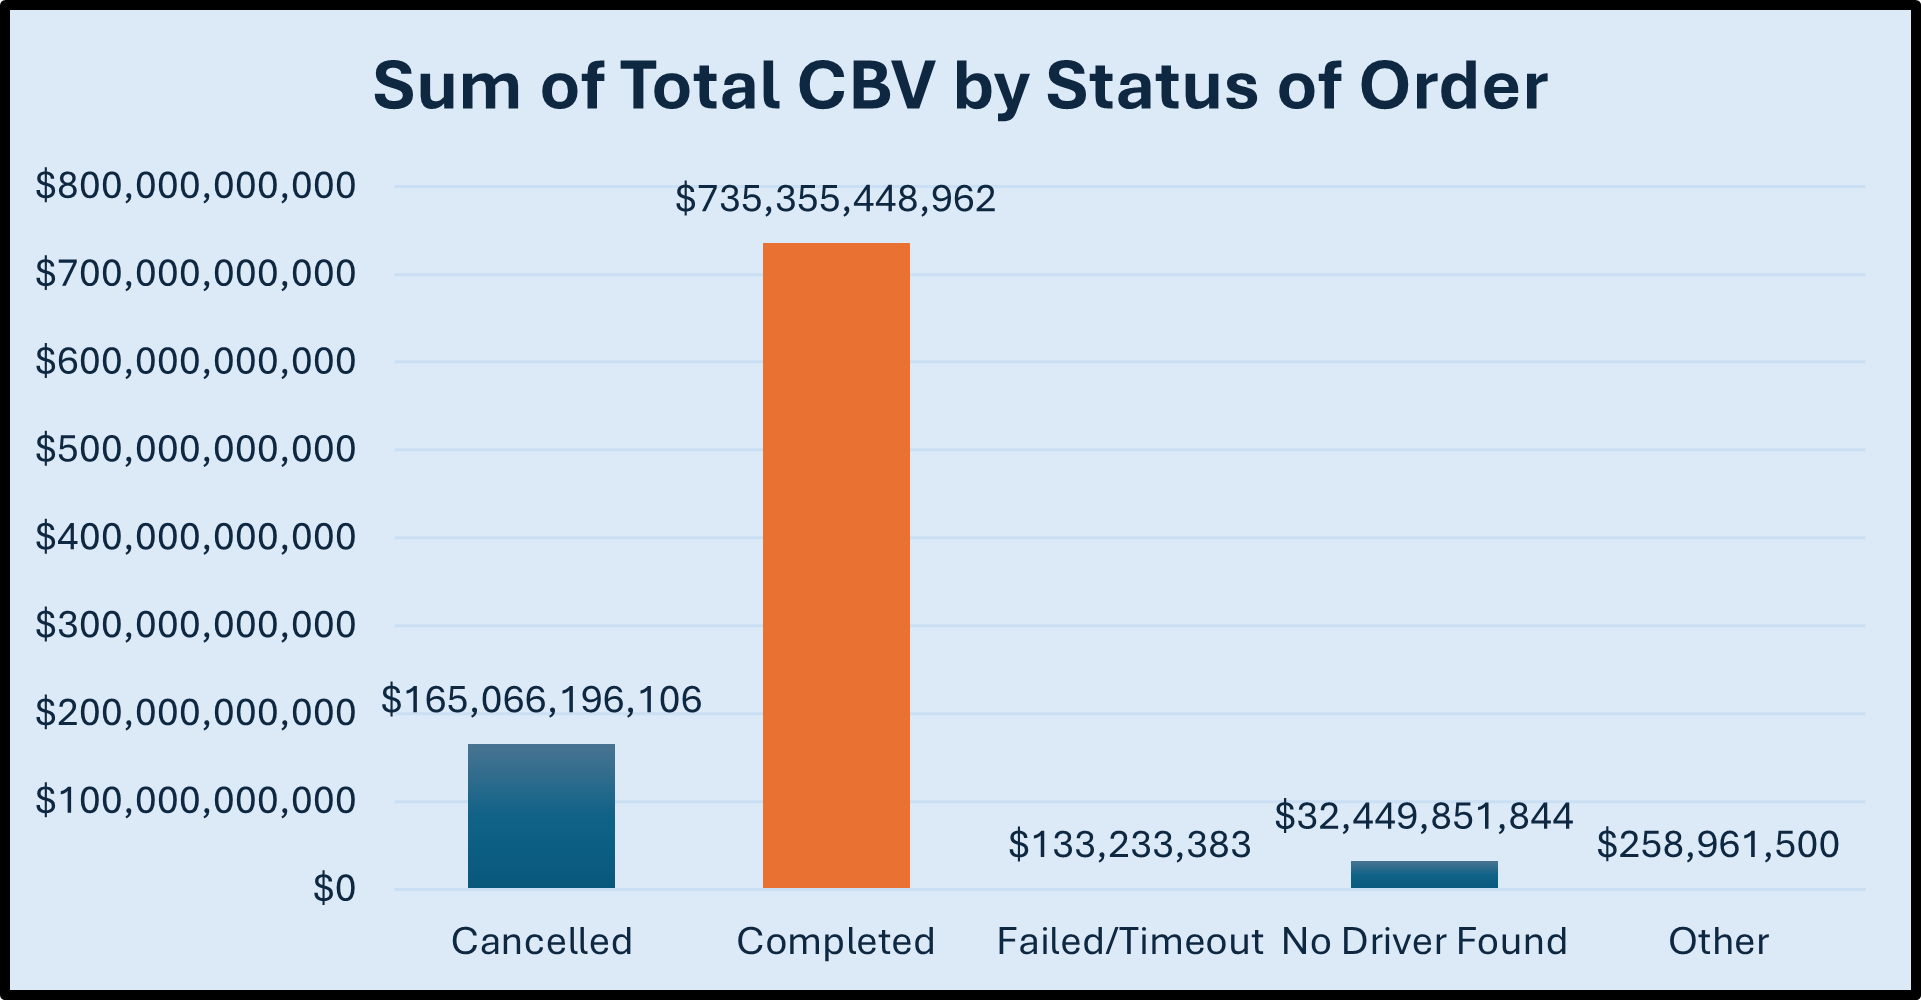 Sum of Total CBV by Status of Order
$800,000,000,000
$735,355,448,962
$700,000,000,000
$600,000,000,000
$500,000,000,000
$400,000,000,000
$300,000,000,000
$200,000,000,000
$165,066,196,106
$100,000,000,000
$133,233,383
$32,449,851,844
$258,961,500
$0
Cancelled
Completed
Failed/Timeout
No Driver Found
Other